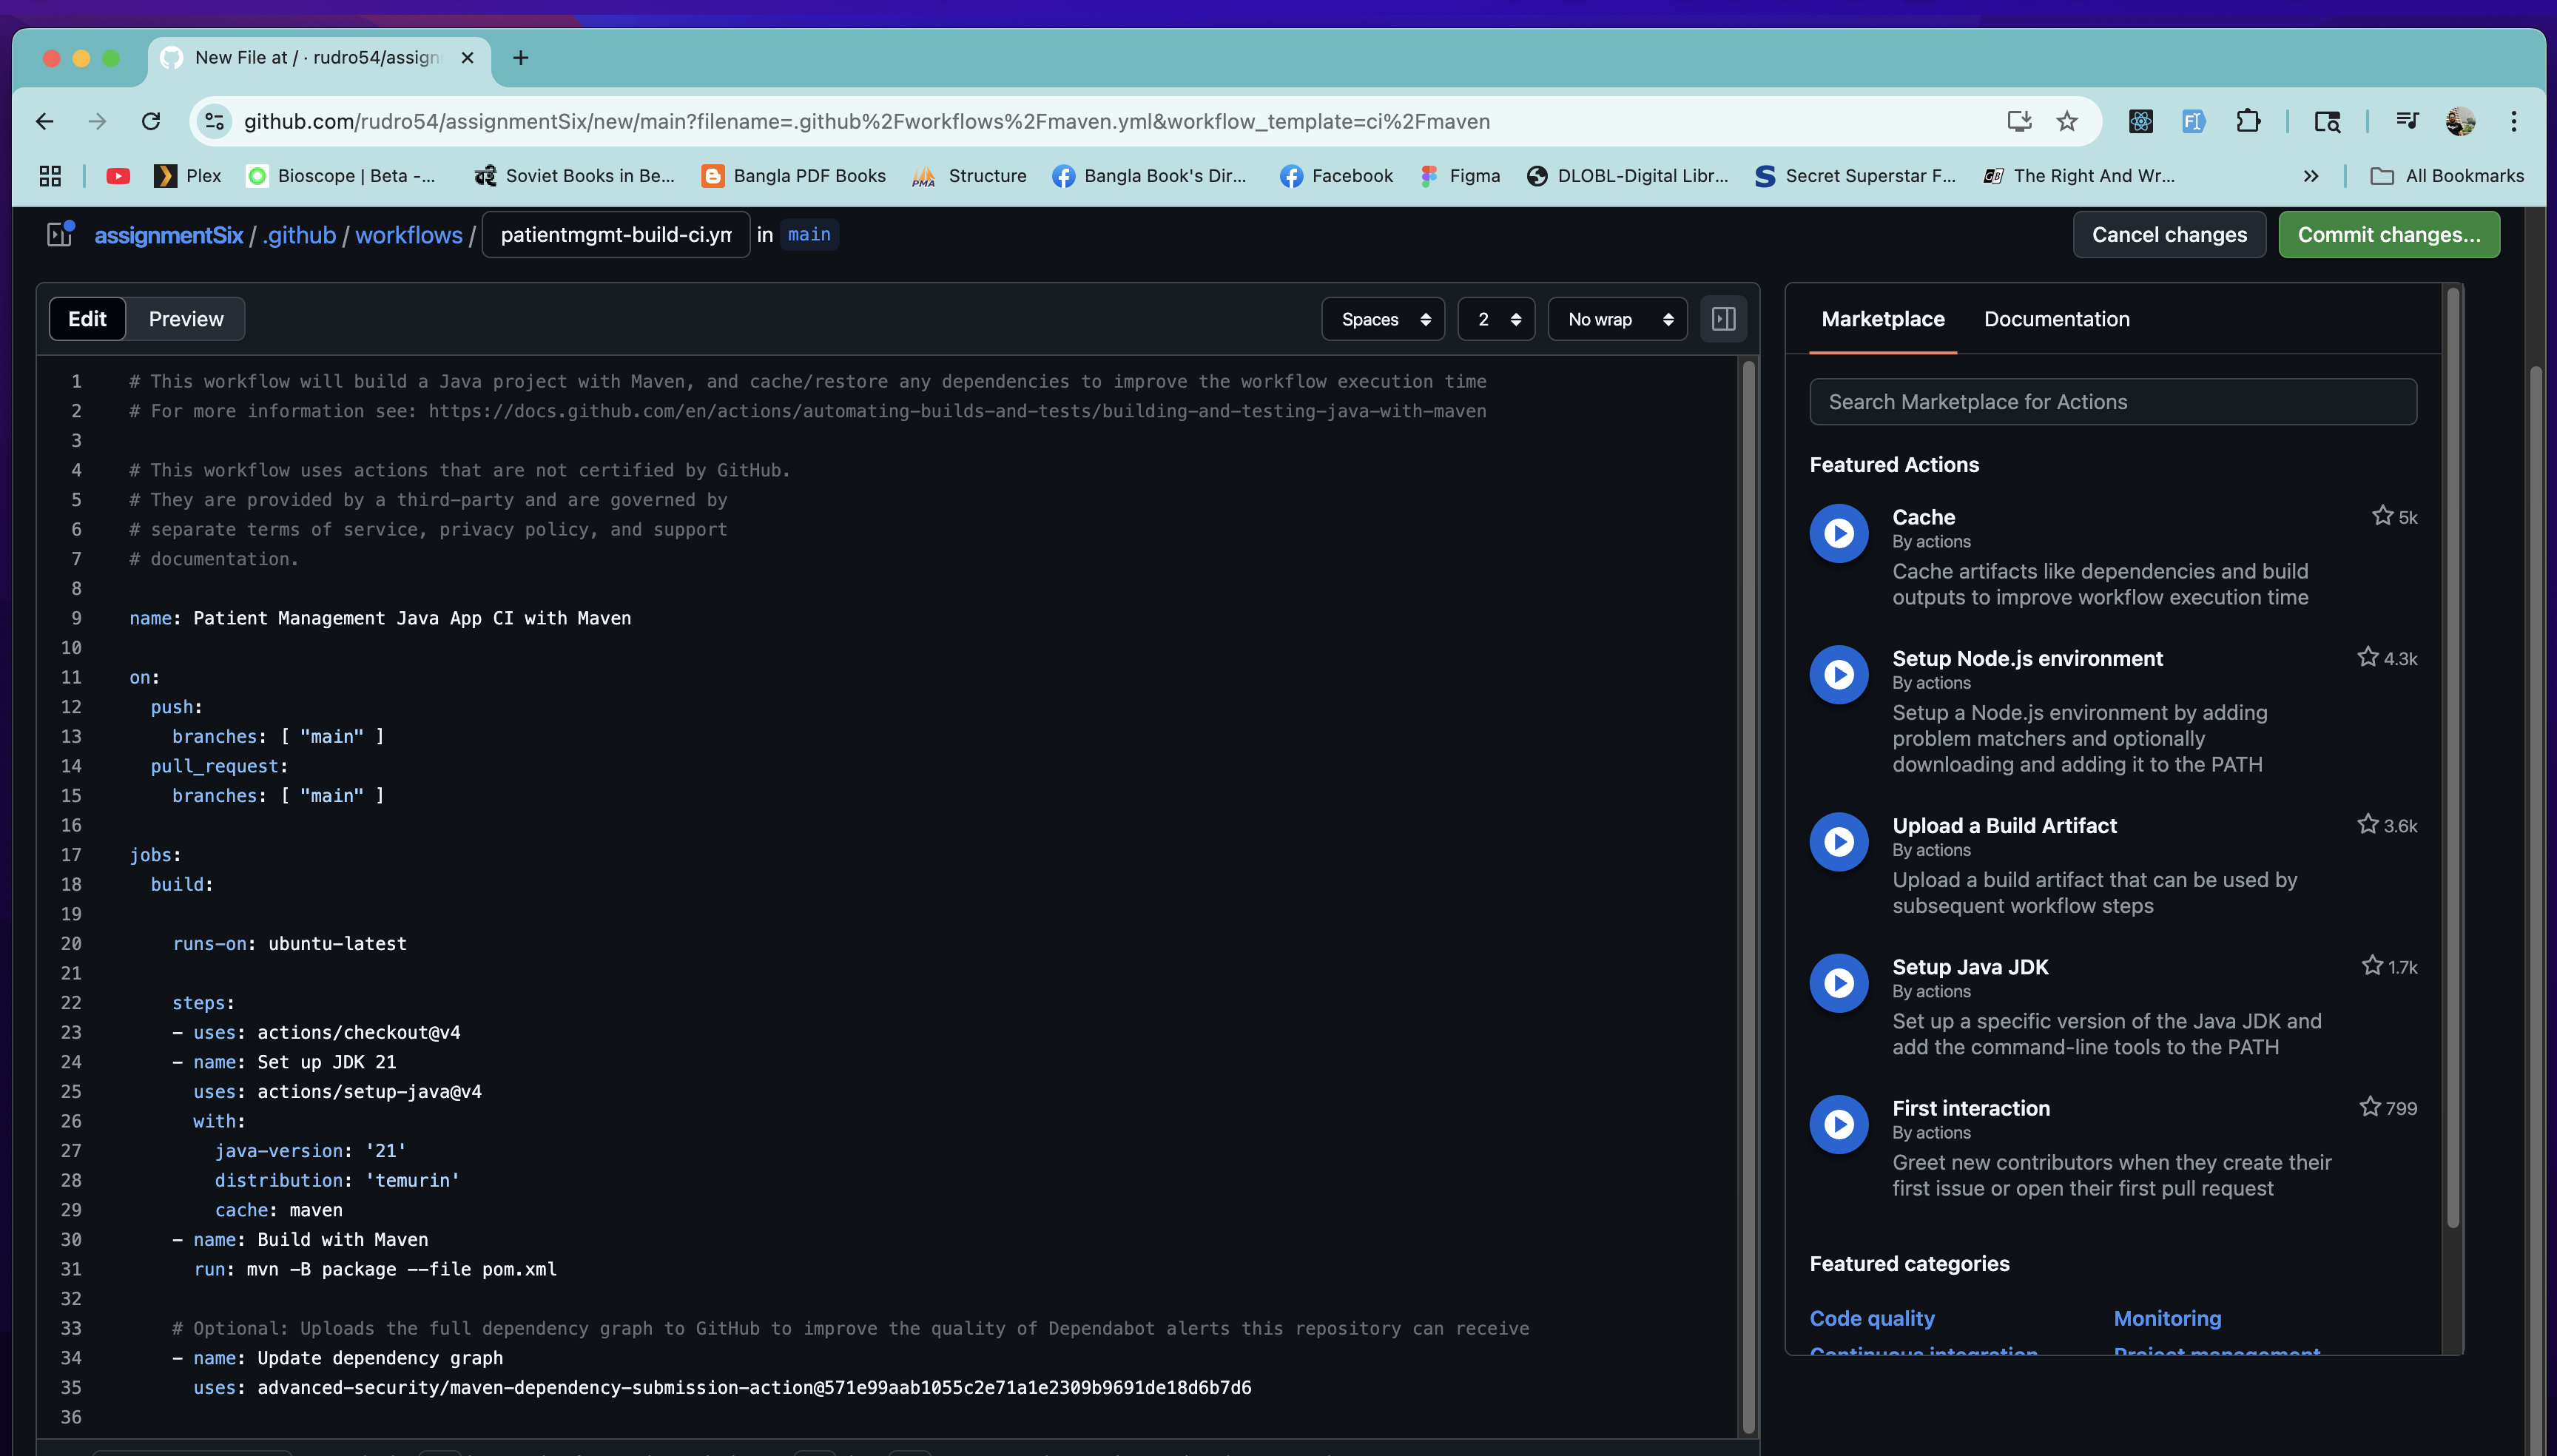 New File at / · rudro54/assign
github.com/rudro54/assignmentSix/new/main?filename=.github%2Fworkflows%2Fmaven.yml&workflow_template=ci%2Fmaven
Plex Bioscope | Beta -... Soviet Books in Be... Bangla PDF Books Structure Bangla Book's Dir... Facebook Figma DLOBL-Digital Libr... Secret Superstar F... The Right And Wr... » All Bookmarks
assignmentSix / .github / workflows / patientmgmt-build-ci.ym in main
Cancel changes Commit changes...
Edit Preview Spaces 2 No wrap
1 # This workflow will build a Java project with Maven, and cache/restore any dependencies to improve the workflow execution time
2 # For more information see: https://docs.github.com/en/actions/automating-builds-and-tests/building-and-testing-java-with-maven
3
4 # This workflow uses actions that are not certified by GitHub.
5 # They are provided by a third-party and are governed by
6 # separate terms of service, privacy policy, and support
7 # documentation.
8
9 name: Patient Management Java App CI with Maven
10
11 on:
12 push:
13 branches: [ "main" ]
14 pull_request:
15 branches: [ "main" ]
16
17 jobs:
18 build:
19
20 runs-on: ubuntu-latest
21
22 steps:
23 - uses: actions/checkout@v4
24 - name: Set up JDK 21
25 uses: actions/setup-java@v4
26 with:
27 java-version: '21'
28 distribution: 'temurin'
29 cache: maven
30 - name: Build with Maven
31 run: mvn -B package --file pom.xml
32
33 # Optional: Uploads the full dependency graph to GitHub to improve the quality of Dependabot alerts this repository can receive
34 - name: Update dependency graph
35 uses: advanced-security/maven-dependency-submission-action@571e99aab1055c2e71a1e2309b9691de18d6b7d6
36
Marketplace Documentation
Search Marketplace for Actions
Featured Actions
Cache 5k
By actions
Cache artifacts like dependencies and build
outputs to improve workflow execution time
Setup Node.js environment 4.3k
By actions
Setup a Node.js environment by adding
problem matchers and optionally
downloading and adding it to the PATH
Upload a Build Artifact 3.6k
By actions
Upload a build artifact that can be used by
subsequent workflow steps
Setup Java JDK 1.7k
By actions
Set up a specific version of the Java JDK and
add the command-line tools to the PATH
First interaction 799
By actions
Greet new contributors when they create their
first issue or open their first pull request
Featured categories
Code quality Monitoring
Continuous integration Project management